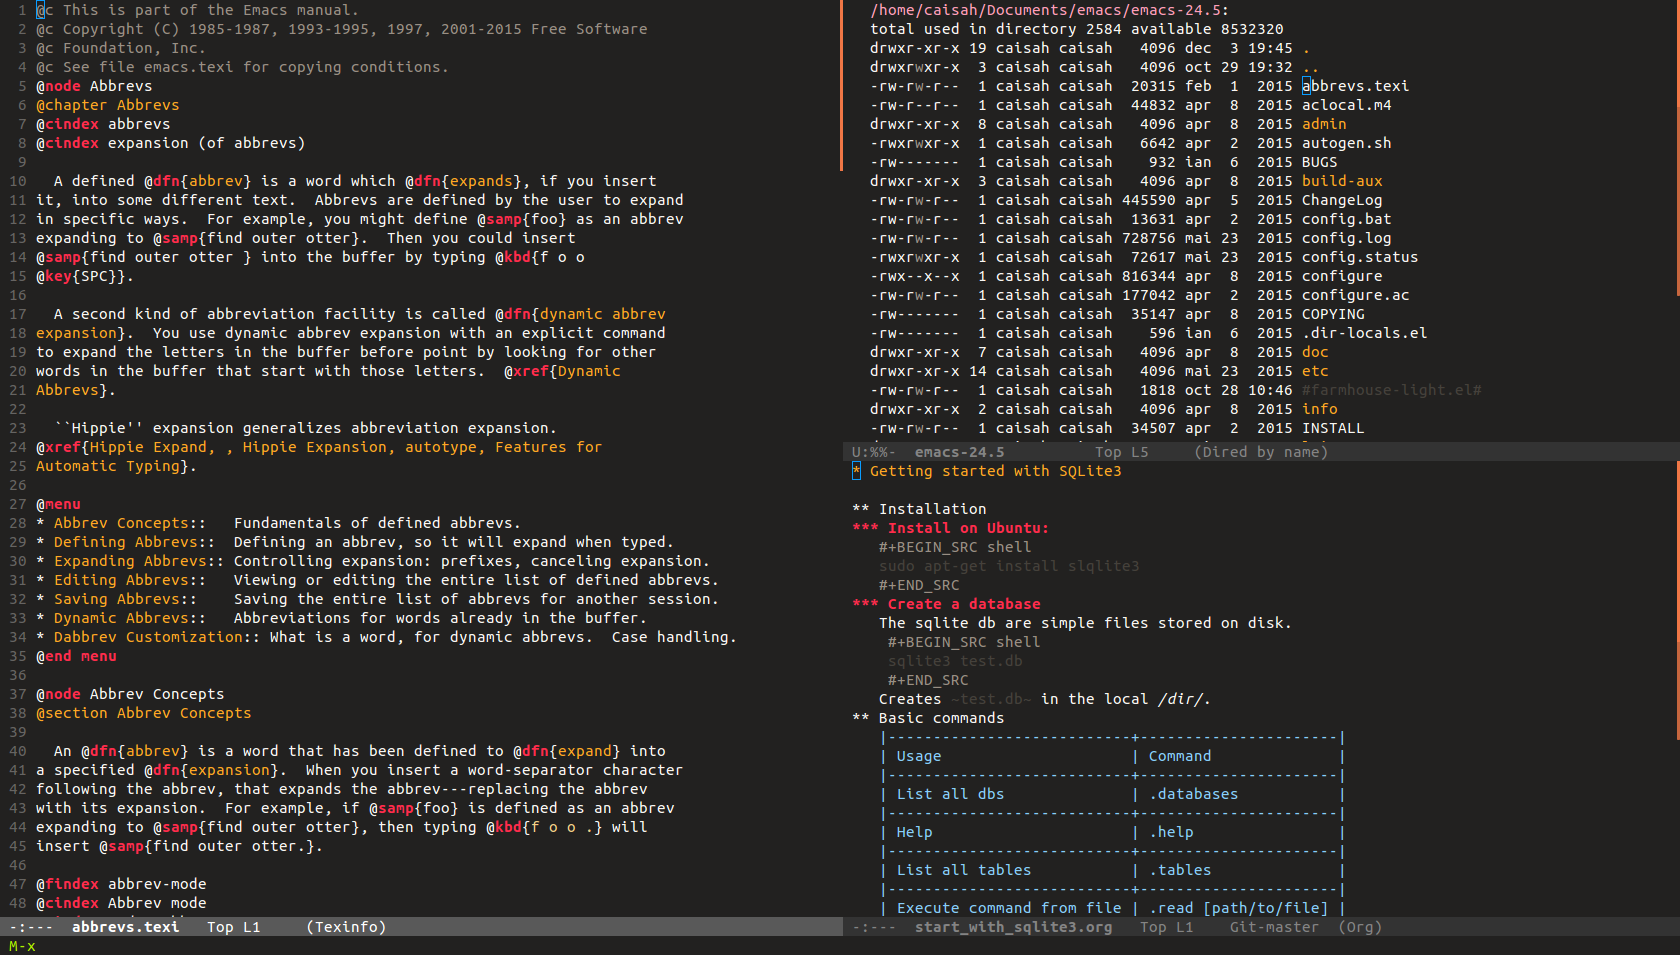 1 @c This is part of the Emacs manual.
2 @c Copyright (C) 1985-1987, 1993-1995, 1997, 2001-2015 Free Software
3 @c Foundation, Inc.
4 @c See file emacs.texi for copying conditions.
5 @node Abbrevs
6 @chapter Abbrevs
7 @cindex abbrevs
8 @cindex expansion (of abbrevs)
9
10   A defined @dfn{abbrev} is a word which @dfn{expands}, if you insert
11 it, into some different text.  Abbrevs are defined by the user to expand
12 in specific ways.  For example, you might define @samp{foo} as an abbrev
13 expanding to @samp{find outer otter}.  Then you could insert
14 @samp{find outer otter } into the buffer by typing @kbd{f o o
15 @key{SPC}}.
16
17   A second kind of abbreviation facility is called @dfn{dynamic abbrev
18 expansion}.  You use dynamic abbrev expansion with an explicit command
19 to expand the letters in the buffer before point by looking for other
20 words in the buffer that start with those letters.  @xref{Dynamic
21 Abbrevs}.
22
23   ``Hippie'' expansion generalizes abbreviation expansion.
24 @xref{Hippie Expand, , Hippie Expansion, autotype, Features for
25 Automatic Typing}.
26
27 @menu
28 * Abbrev Concepts::   Fundamentals of defined abbrevs.
29 * Defining Abbrevs::  Defining an abbrev, so it will expand when typed.
30 * Expanding Abbrevs:: Controlling expansion: prefixes, canceling expansion.
31 * Editing Abbrevs::   Viewing or editing the entire list of defined abbrevs.
32 * Saving Abbrevs::    Saving the entire list of abbrevs for another session.
33 * Dynamic Abbrevs::   Abbreviations for words already in the buffer.
34 * Dabbrev Customization:: What is a word, for dynamic abbrevs.  Case handling.
35 @end menu
36
37 @node Abbrev Concepts
38 @section Abbrev Concepts
39
40   An @dfn{abbrev} is a word that has been defined to @dfn{expand} into
41 a specified @dfn{expansion}.  When you insert a word-separator character
42 following the abbrev, that expands the abbrev---replacing the abbrev
43 with its expansion.  For example, if @samp{foo} is defined as an abbrev
44 expanding to @samp{find outer otter}, then typing @kbd{f o o .} will
45 insert @samp{find outer otter.}.
46
47 @findex abbrev-mode
48 @cindex Abbrev mode
-:---  abbrevs.texi   Top L1     (Texinfo)
M-x
/home/caisah/Documents/emacs/emacs-24.5:
total used in directory 2584 available 8532320
drwxr-xr-x 19 caisah caisah   4096 dec  3 19:45 .
drwxrwxr-x  3 caisah caisah   4096 oct 29 19:32 ..
-rw-rw-r--  1 caisah caisah  20315 feb  1  2015 abbrevs.texi
-rw-r--r--  1 caisah caisah  44832 apr  8  2015 aclocal.m4
drwxr-xr-x  8 caisah caisah   4096 apr  8  2015 admin
-rwxrwxr-x  1 caisah caisah   6642 apr  2  2015 autogen.sh
-rw-------  1 caisah caisah    932 ian  6  2015 BUGS
drwxr-xr-x  3 caisah caisah   4096 apr  8  2015 build-aux
-rw-rw-r--  1 caisah caisah 445590 apr  5  2015 ChangeLog
-rw-rw-r--  1 caisah caisah  13631 apr  2  2015 config.bat
-rw-rw-r--  1 caisah caisah 728756 mai 23  2015 config.log
-rwxrwxr-x  1 caisah caisah  72617 mai 23  2015 config.status
-rwx--x--x  1 caisah caisah 816344 apr  8  2015 configure
-rw-rw-r--  1 caisah caisah 177042 apr  2  2015 configure.ac
-rw-------  1 caisah caisah  35147 apr  8  2015 COPYING
-rw-------  1 caisah caisah    596 ian  6  2015 .dir-locals.el
drwxr-xr-x  7 caisah caisah   4096 apr  8  2015 doc
drwxr-xr-x 14 caisah caisah   4096 mai 23  2015 etc
-rw-rw-r--  1 caisah caisah   1818 oct 28 10:46 #farmhouse-light.el#
drwxr-xr-x  2 caisah caisah   4096 apr  8  2015 info
-rw-rw-r--  1 caisah caisah  34507 apr  2  2015 INSTALL
U:%%-  emacs-24.5          Top L5     (Dired by name)
* Getting started with SQLite3

** Installation
*** Install on Ubuntu:
#+BEGIN_SRC shell
sudo apt-get install slqlite3
#+END_SRC
*** Create a database
The sqlite db are simple files stored on disk.
#+BEGIN_SRC shell
sqlite3 test.db
#+END_SRC
Creates ~test.db~ in the local /dir/.
** Basic commands
|---------------------------+----------------------|
| Usage                     | Command              |
|---------------------------+----------------------|
| List all dbs              | .databases           |
|---------------------------+----------------------|
| Help                      | .help                |
|---------------------------+----------------------|
| List all tables           | .tables              |
|---------------------------+----------------------|
| Execute command from file | .read [path/to/file] |
-:---  start_with_sqlite3.org   Top L1    Git-master  (Org)